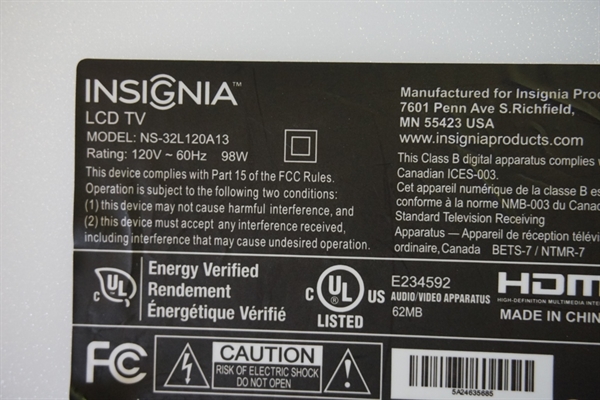 INSIGNIA™
LCD TV
MODEL: NS-32L120A13
Rating: 120V ~ 60Hz 98W
This device complies with Part 15 of the FCC Rules.
Operation is subject to the following two conditions:
(1) this device may not cause harmful interference, and
(2) this device must accept any interference received,
including interference that may cause undesired operation.
Manufactured for Insignia
7601 Penn Ave S.Richfield,
MN 55423 USA
www.insigniaproducts.com
This Class B digital apparatus complies
Canadian ICES-003.
Cet appareil numérique de la classe B
conforme à la norme NMB-003 du
Standard Television Receiving
Apparatus — Appareil de réception
ordinaire,Canada BETS-7 / NTMR-7
C UL
Energy Verified
Rendement
Énergétique Vérifié
C UL US
LISTED
E234592
AUDIO/VIDEO APPARATUS
62MB
HIGH-DEFINITION MULTIMEDIA
MADE IN
FC
CAUTION
RISK OF ELECTRIC SHOCK
DO NOT OPEN
5A24635685